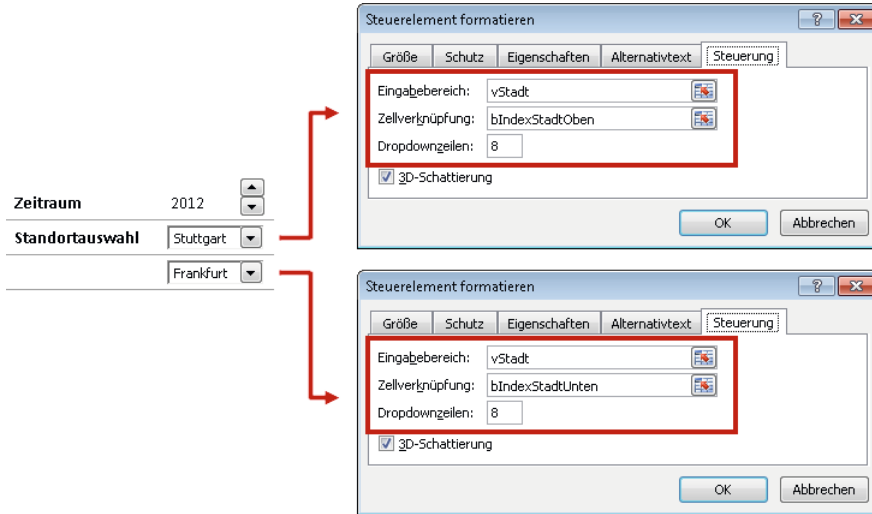 Zeitraum 2012
Standortauswahl Stuttgart
Frankfurt
Steuerelement formatieren
Größe Schutz Eigenschaften Alternativtext Steuerung
Eingabebereich: vStadt
Zellverknüpfung: bIndexStadtOben
Dropdownzeilen: 8
3D-Schattierung
OK Abbrechen
Steuerelement formatieren
Größe Schutz Eigenschaften Alternativtext Steuerung
Eingabebereich: vStadt
Zellverknüpfung: bIndexStadtUnten
Dropdownzeilen: 8
3D-Schattierung
OK Abbrechen